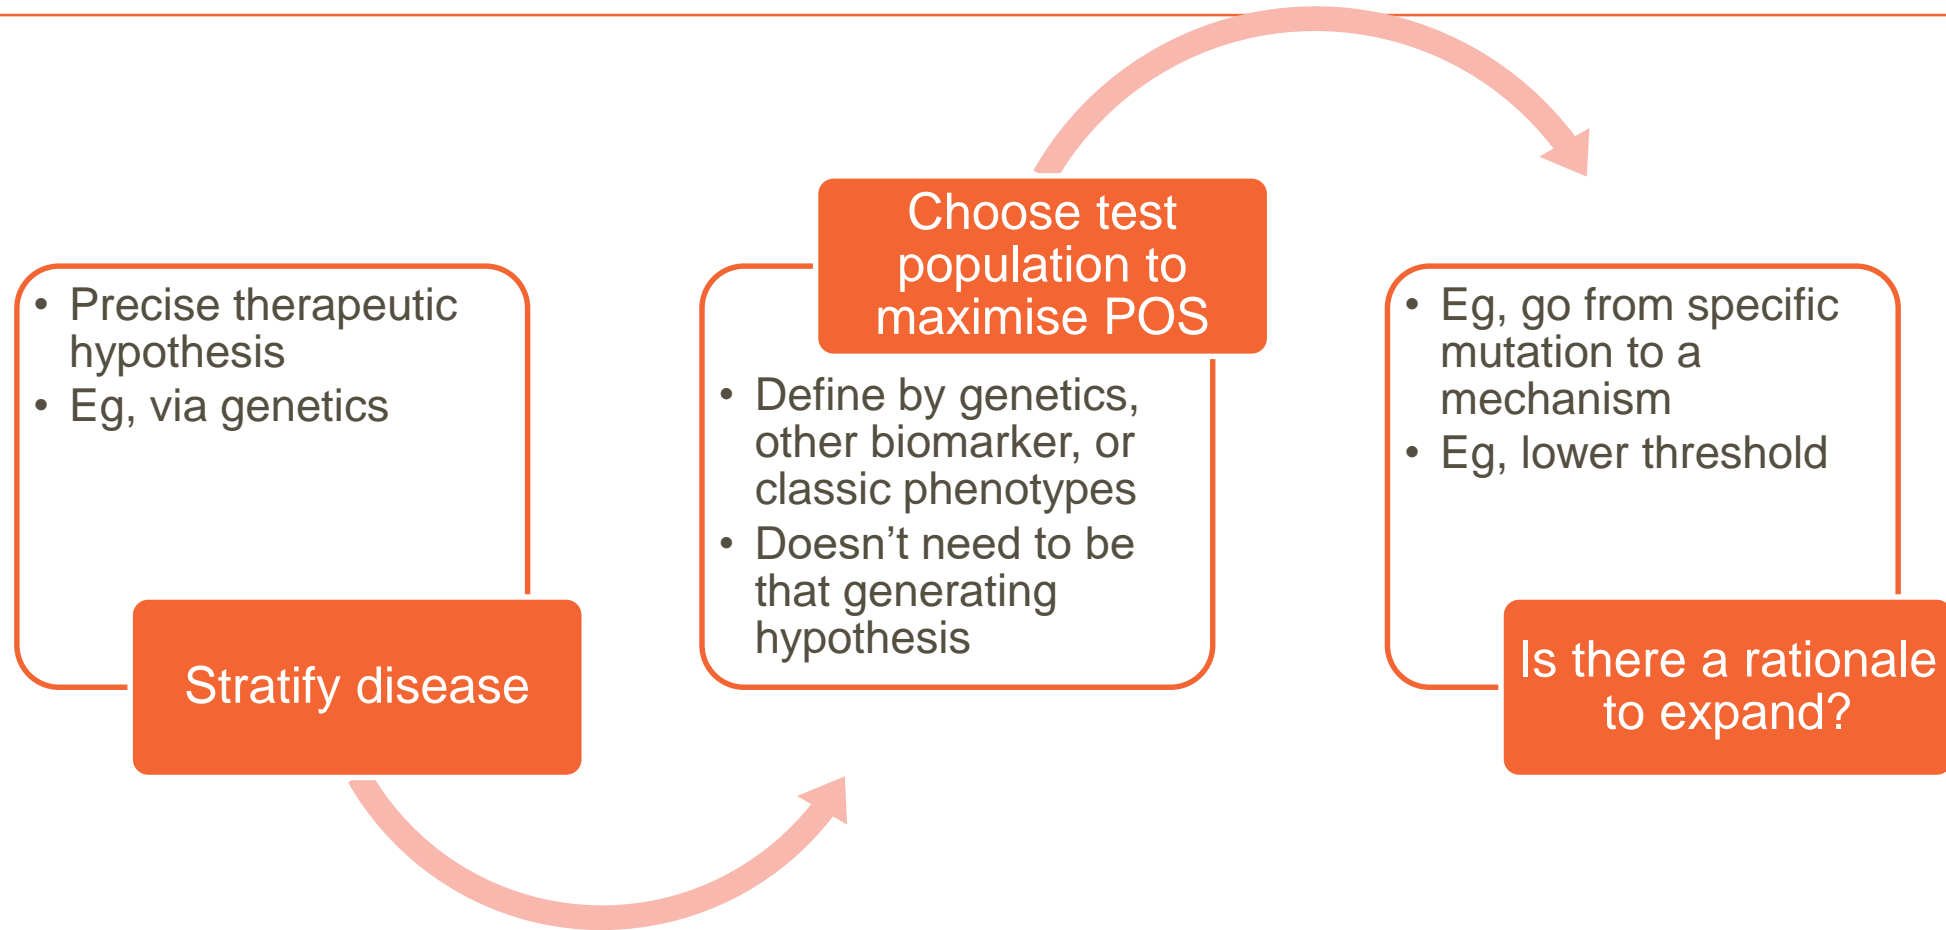 • Precise therapeutic
hypothesis
• Eg, via genetics
Stratify disease
Choose test
population to
maximise POS
• Define by genetics,
other biomarker, or
classic phenotypes
• Doesn’t need to be
that generating
hypothesis
• Eg, go from specific
mutation to a
mechanism
• Eg, lower threshold
Is there a rationale
to expand?